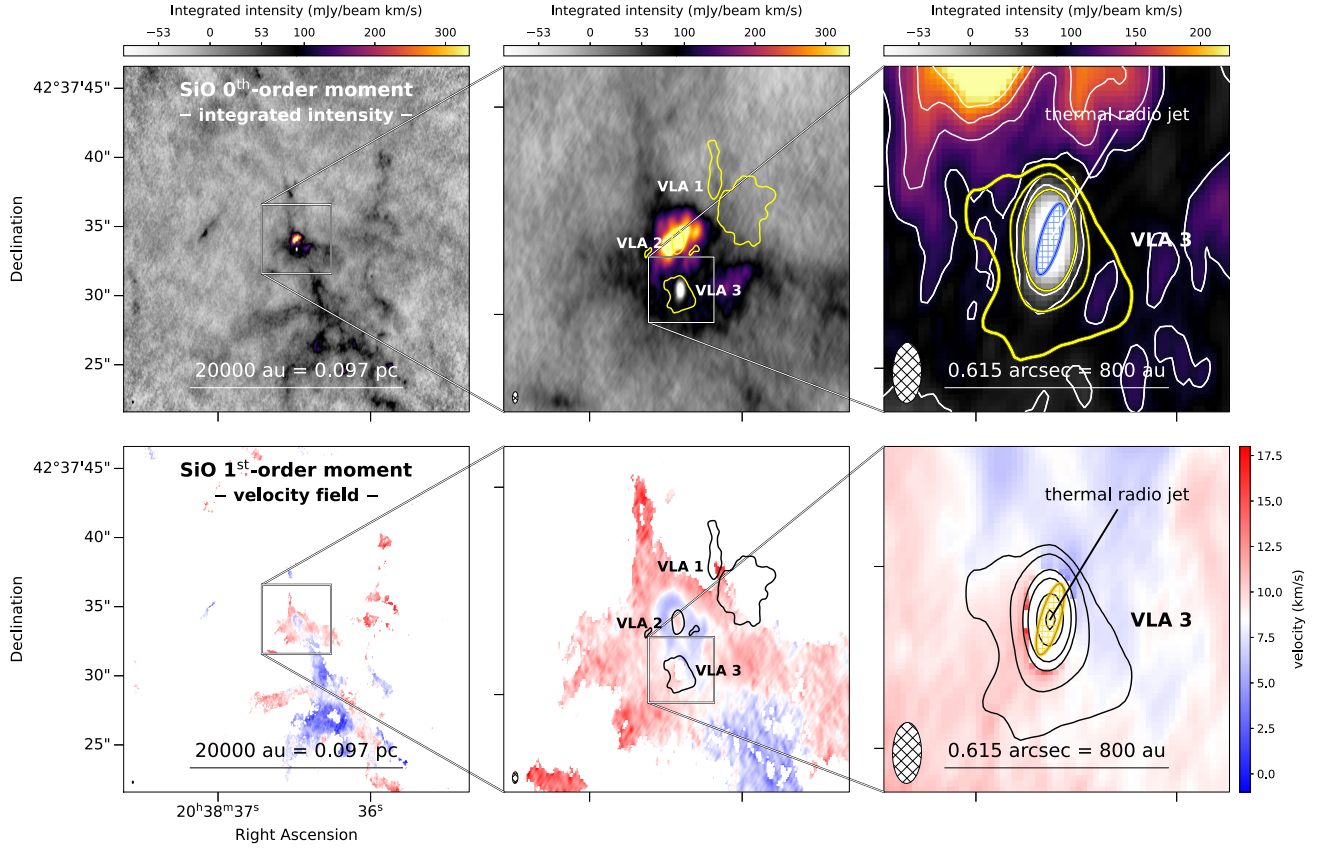 Integrated intensity (mJy/beam km/s)
−53 0 53 100 200 300
Integrated intensity (mJy/beam km/s)
−53 0 53 100 200 300
Integrated intensity (mJy/beam km/s)
−53 0 53 100 150 200
SiO 0th-order moment
− integrated intensity −
42°37'45"
40"
35"
30"
25"
Declination
20000 au = 0.097 pc
VLA 1
VLA 2
VLA 3
thermal radio jet
VLA 3
0.615 arcsec = 800 au
SiO 1st-order moment
− velocity field −
42°37'45"
40"
35"
30"
25"
Declination
20000 au = 0.097 pc
20h38m37s 36s
Right Ascension
VLA 1
VLA 2
VLA 3
thermal radio jet
VLA 3
0.615 arcsec = 800 au
17.5
15.0
12.5
10.0
7.5
5.0
2.5
0.0
velocity (km/s)